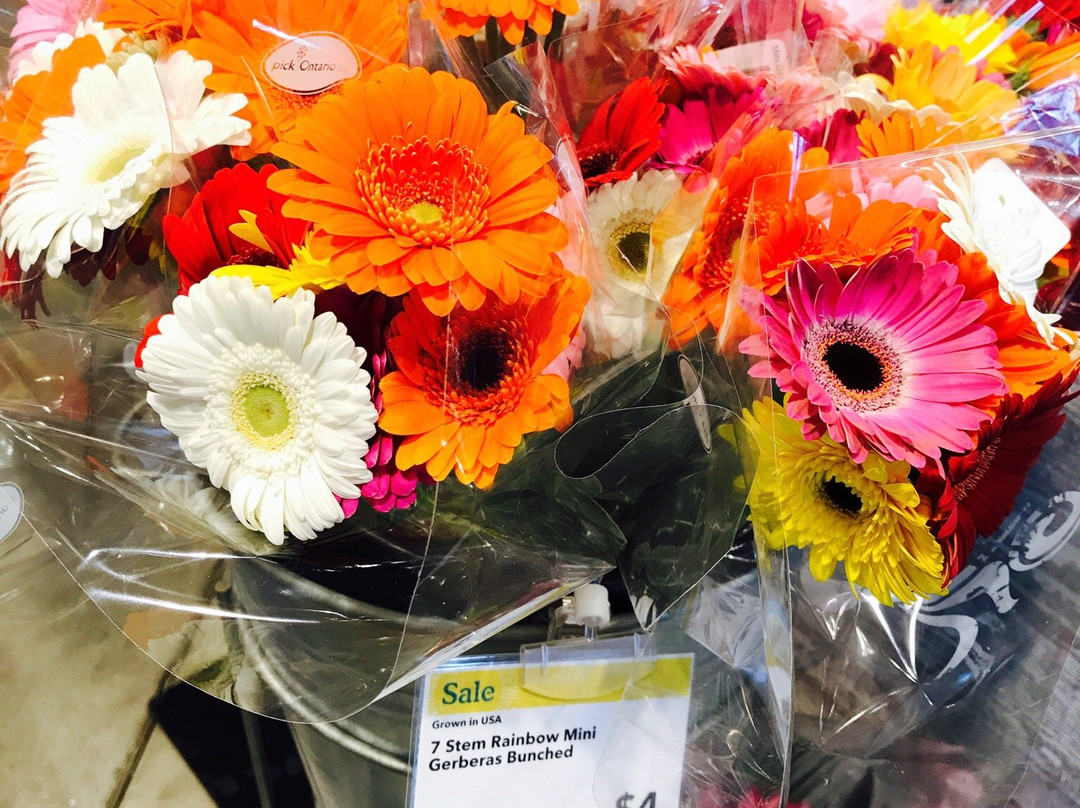 pick Ontario
Sale
Grown in USA
7 Stem Rainbow Mini
Gerberas Bunched
$4